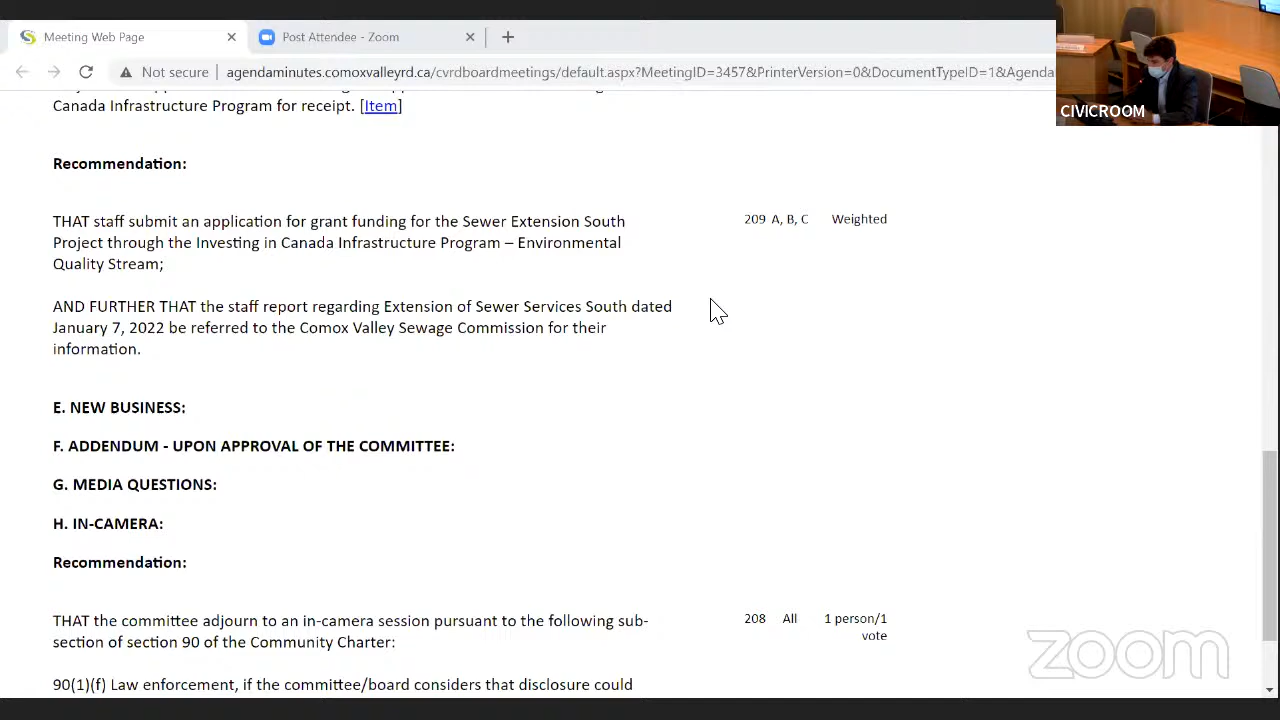 Meeting Web Page
Post Attendee - Zoom
Not secure
agendaminutes.comoxvalleyrd.ca/cvrdboardmeetings/default.aspx?MeetingID=3457&PrinterVersion=0&DocumentTypeID=1&Agenda
CIVICROOM
Canada Infrastructure Program for receipt. [Item]
Recommendation:
THAT staff submit an application for grant funding for the Sewer Extension South
209 A, B, C Weighted
Project through the Investing in Canada Infrastructure Program – Environmental
Quality Stream;
AND FURTHER THAT the staff report regarding Extension of Sewer Services South dated
January 7, 2022 be referred to the Comox Valley Sewage Commission for their
information.
E. NEW BUSINESS:
F. ADDENDUM - UPON APPROVAL OF THE COMMITTEE:
G. MEDIA QUESTIONS:
H. IN-CAMERA:
Recommendation:
THAT the committee adjourn to an in-camera session pursuant to the following sub-
208 All 1 person/1
vote
section of section 90 of the Community Charter:
90(1)(f) Law enforcement, if the committee/board considers that disclosure could
zoom